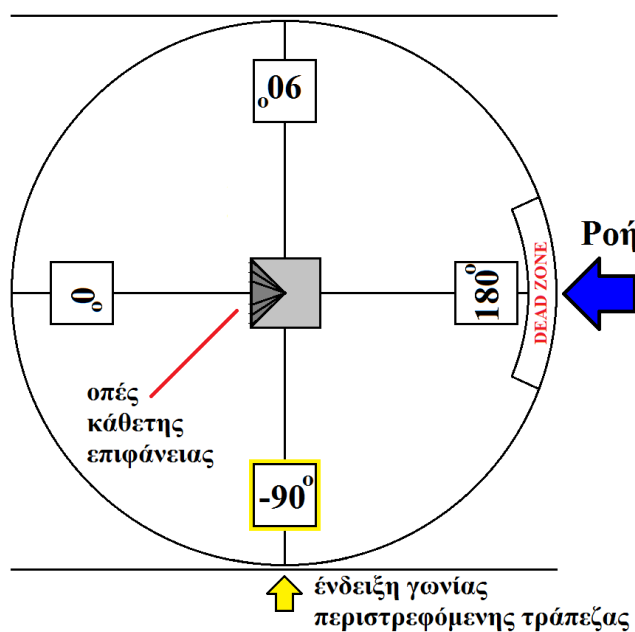 90°
Ροή
0°
180°
DEAD ZONE
οπές
κάθετης
επιφάνειας
-90°
ένδειξη γωνίας
περιστρεφόμενης τράπεζας